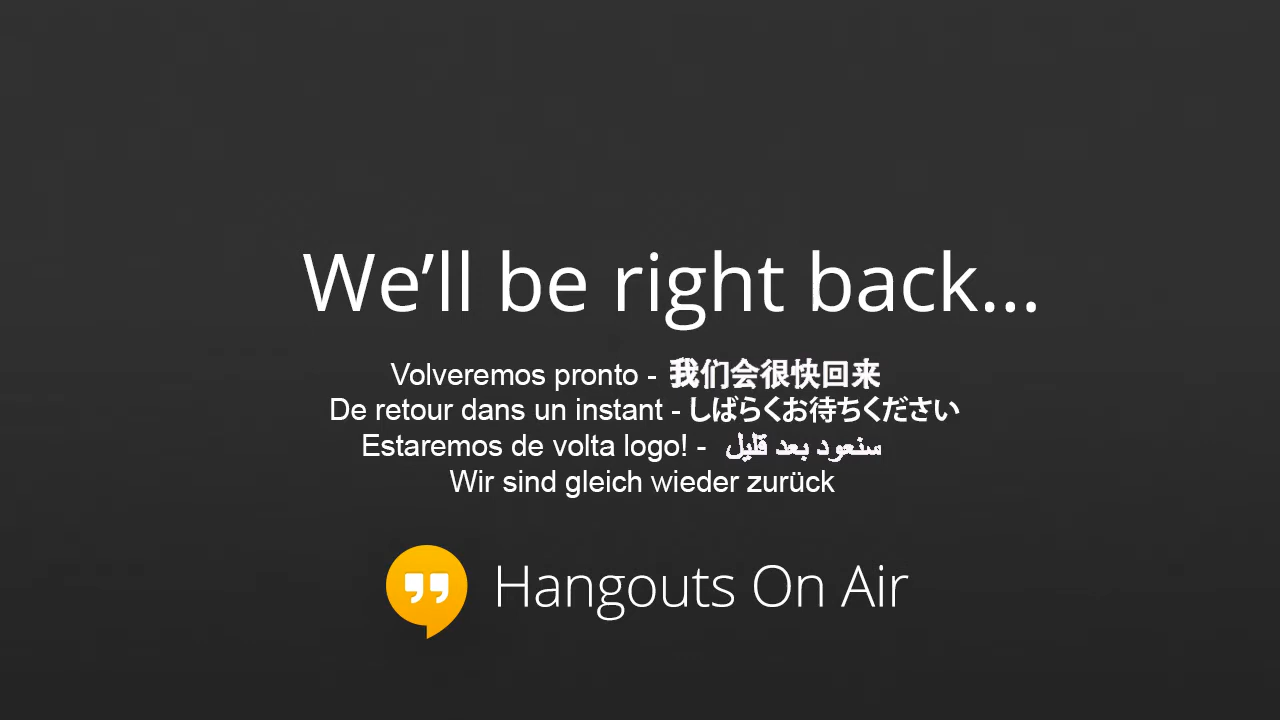 We’ll be right back...
Volveremos pronto - 我们会很快回来
De retour dans un instant - しばらくお待ちください
Estaremos de volta logo! - سنعود بعد قليل
Wir sind gleich wieder zurück
Hangouts On Air